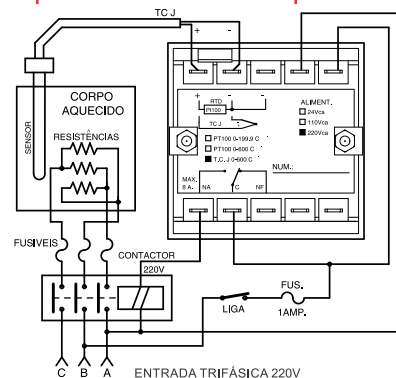 TC J
+ -
CORPO
AQUECIDO
SENSOR
RESISTÊNCIAS
+ - -
RTD
Pt100
TC J
ALIMENT.
24Vca
110Vca
220Vca
PT100 0-199.9 C
PT100 0-600 C
T.C. J 0-600 C
NUM.:
MAX.
8 A.
NA
C
NF
FUSIVEIS
CONTACTOR
220V
LIGA
FUS.
1AMP.
C B A
ENTRADA TRIFÁSICA 220V